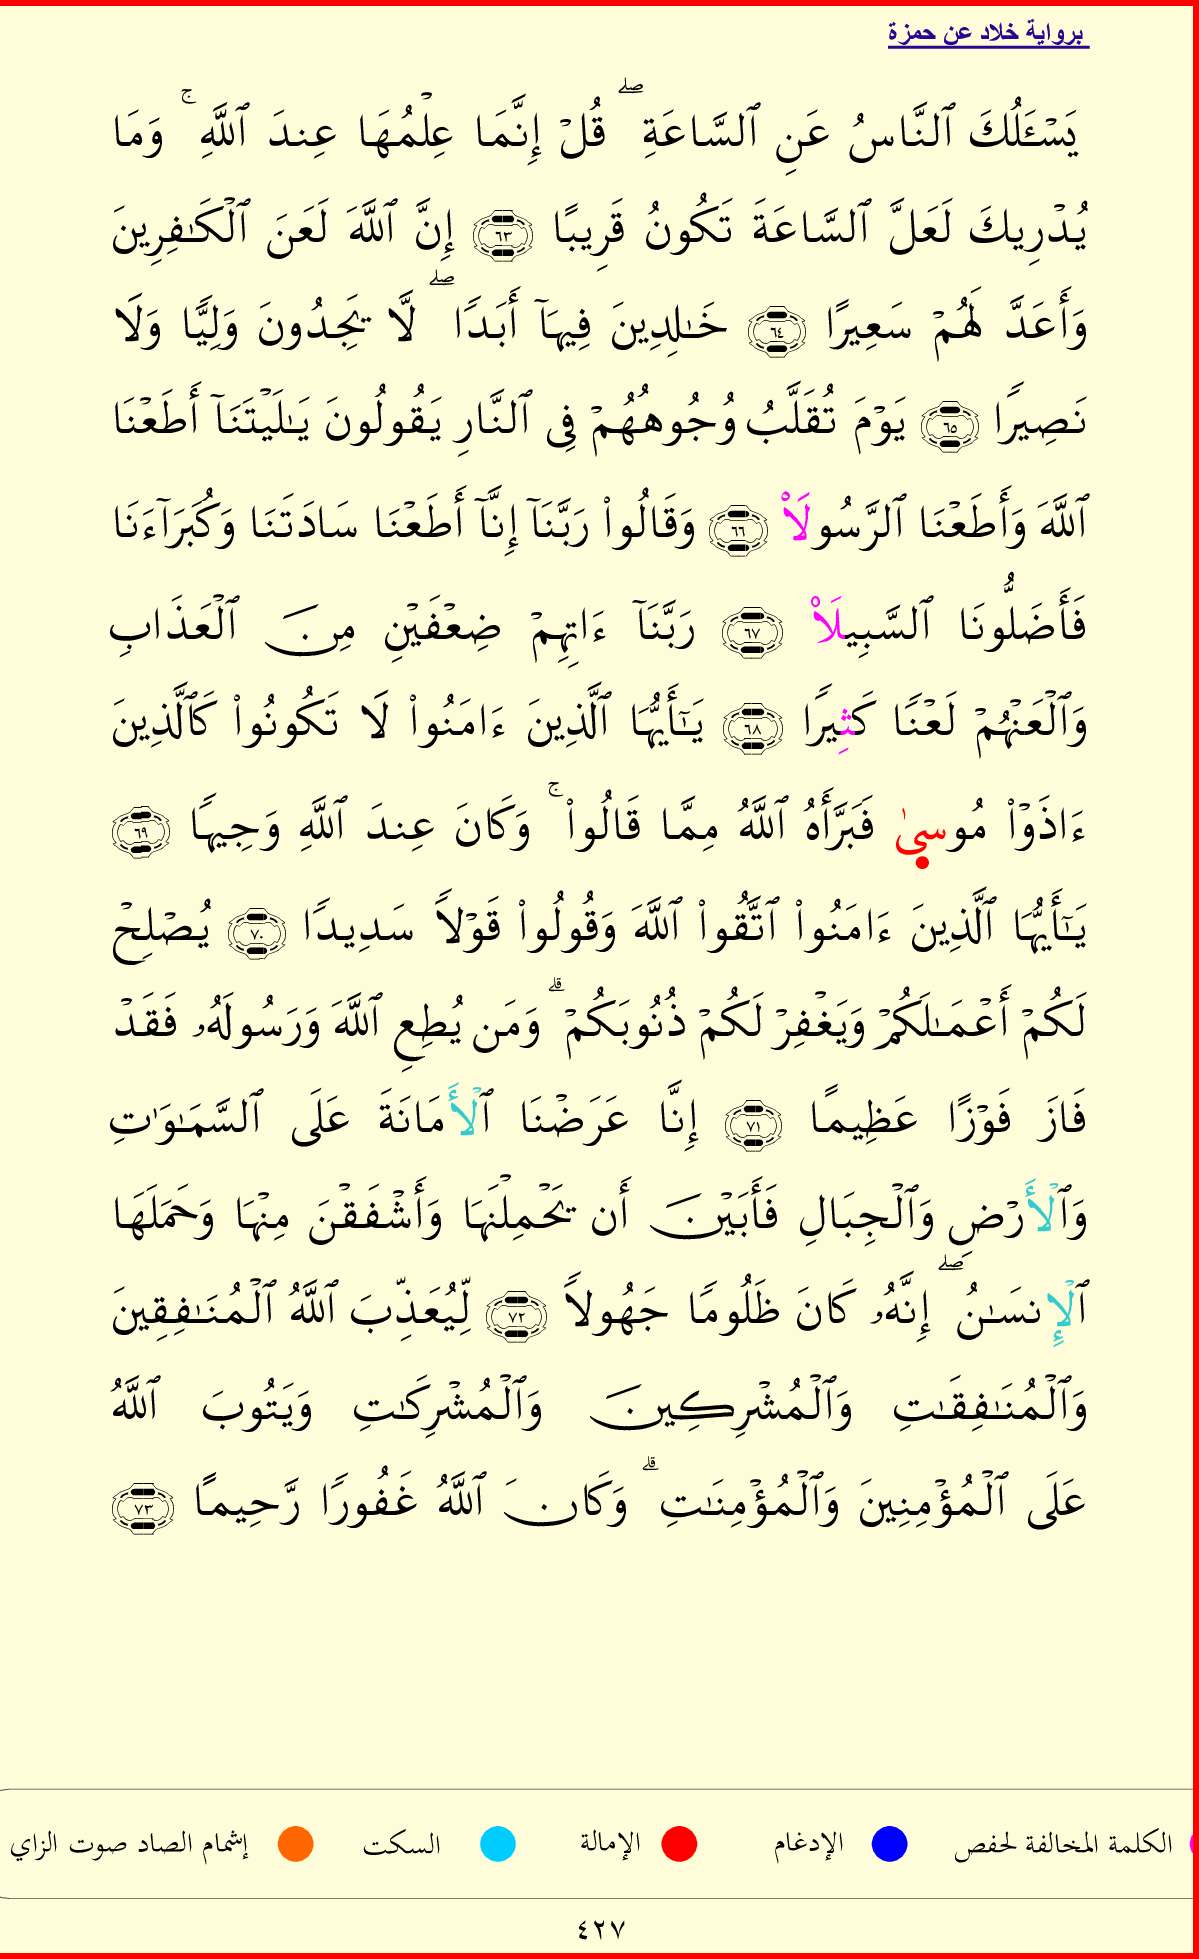 برواية خلاد عن حمزة
يَسْـَٔلُكَ ٱلنَّاسُ عَنِ ٱلسَّاعَةِ ۖ قُلْ إِنَّمَا عِلْمُهَا عِندَ ٱللَّهِ ۚ وَمَا
يُدْرِيكَ لَعَلَّ ٱلسَّاعَةَ تَكُونُ قَرِيبًا ٦٣ إِنَّ ٱللَّهَ لَعَنَ ٱلْكَـٰفِرِينَ
وَأَعَدَّ لَهُمْ سَعِيرًا ٦٤ خَـٰلِدِينَ فِيهَآ أَبَدًا ۖ لَّا يَجِدُونَ وَلِيًّا وَلَا
نَصِيرًا ٦٥ يَوْمَ تُقَلَّبُ وُجُوهُهُمْ فِى ٱلنَّارِ يَقُولُونَ يَـٰلَيْتَنَآ أَطَعْنَا
ٱللَّهَ وَأَطَعْنَا ٱلرَّسُولَاْ ٦٦ وَقَالُوا۟ رَبَّنَآ إِنَّآ أَطَعْنَا سَادَتَنَا وَكُبَرَآءَنَا
فَأَضَلُّونَا ٱلسَّبِيلَاْ ٦٧ رَبَّنَآ ءَاتِهِمْ ضِعْفَيْنِ مِنَ ٱلْعَذَابِ
وَٱلْعَنْهُمْ لَعْنًا كَثِيرًا ٦٨ يَـٰٓأَيُّهَا ٱلَّذِينَ ءَامَنُوا۟ لَا تَكُونُوا۟ كَٱلَّذِينَ
ءَاذَوْا۟ مُوسىٰ فَبَرَّأَهُ ٱللَّهُ مِمَّا قَالُوا۟ ۚ وَكَانَ عِندَ ٱللَّهِ وَجِيهًا ٦٩
يَـٰٓأَيُّهَا ٱلَّذِينَ ءَامَنُوا۟ ٱتَّقُوا۟ ٱللَّهَ وَقُولُوا۟ قَوْلًا سَدِيدًا ٧٠ يُصْلِحْ
لَكُمْ أَعْمَـٰلَكُمْ وَيَغْفِرْ لَكُمْ ذُنُوبَكُمْ ۗ وَمَن يُطِعِ ٱللَّهَ وَرَسُولَهُۥ فَقَدْ
فَازَ فَوْزًا عَظِيمًا ٧١ إِنَّا عَرَضْنَا ٱلْأَمَانَةَ عَلَى ٱلسَّمَـٰوَٰتِ
وَٱلْأَرْضِ وَٱلْجِبَالِ فَأَبَيْنَ أَن يَحْمِلْنَهَا وَأَشْفَقْنَ مِنْهَا وَحَمَلَهَا
ٱلْإِنسَـٰنُ ۖ إِنَّهُۥ كَانَ ظَلُومًا جَهُولًا ٧٢ لِّيُعَذِّبَ ٱللَّهُ ٱلْمُنَـٰفِقِينَ
وَٱلْمُنَـٰفِقَـٰتِ وَٱلْمُشْرِكِينَ وَٱلْمُشْرِكَـٰتِ وَيَتُوبَ ٱللَّهُ
عَلَى ٱلْمُؤْمِنِينَ وَٱلْمُؤْمِنَـٰتِ ۗ وَكَانَ ٱللَّهُ غَفُورًا رَّحِيمًا ٧٣
الكلمة المخالفة لحفص الإدغام الإمالة السكت إشمام الصاد صوت الزاي
٤٢٧